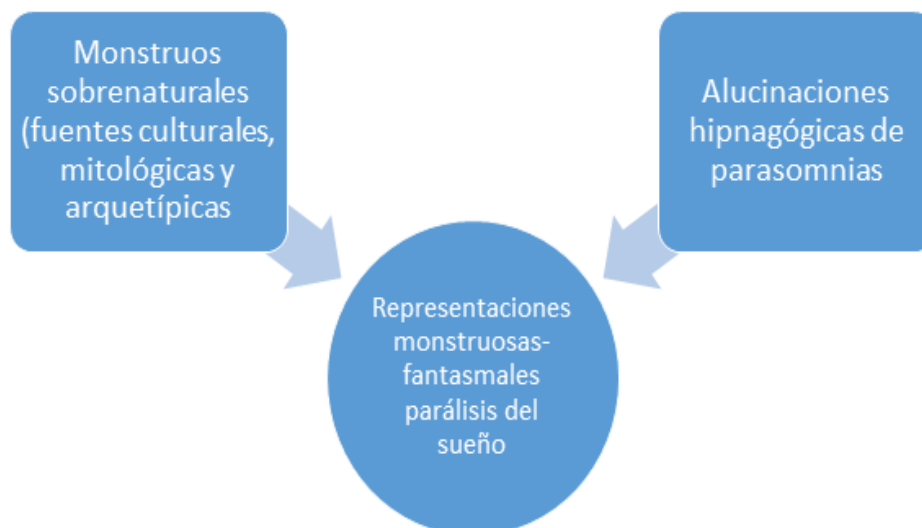 Monstruos
sobrenaturales
(fuentes culturales,
mitológicas y
arquetípicas
Alucinaciones
hipnagógicas de
parasomnias
Representaciones
monstruosas-
fantasmales
parálisis del
sueño